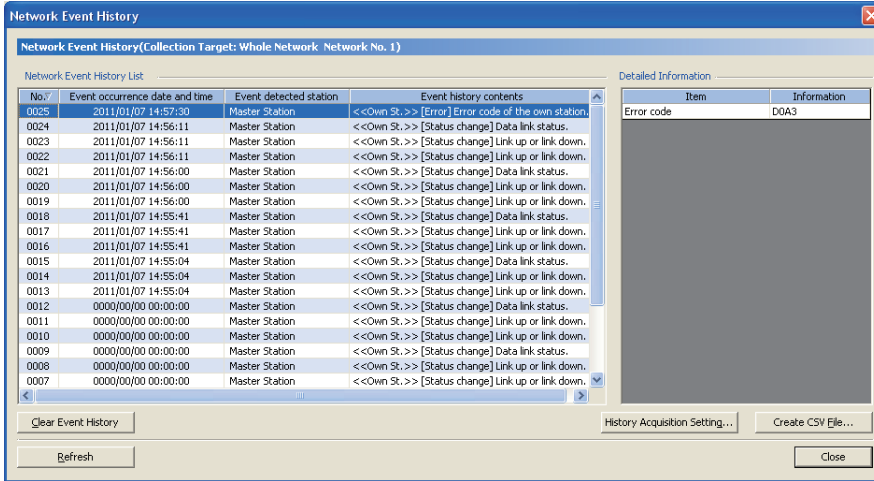 Network Event History
Network Event History(Collection Target: Whole Network Network No. 1)
Network Event History List
Detailed Information
No. Event occurrence date and time Event detected station Event history contents
Item Information
0025 2011/01/07 14:57:30 Master Station <<Own St.>> [Error] Error code of the own station.
Error code D0A3
0024 2011/01/07 14:56:11 Master Station <<Own St.>> [Status change] Data link status.
0023 2011/01/07 14:56:11 Master Station <<Own St.>> [Status change] Link up or link down.
0022 2011/01/07 14:56:11 Master Station <<Own St.>> [Status change] Link up or link down.
0021 2011/01/07 14:56:00 Master Station <<Own St.>> [Status change] Data link status.
0020 2011/01/07 14:56:00 Master Station <<Own St.>> [Status change] Link up or link down.
0019 2011/01/07 14:56:00 Master Station <<Own St.>> [Status change] Link up or link down.
0018 2011/01/07 14:55:41 Master Station <<Own St.>> [Status change] Data link status.
0017 2011/01/07 14:55:41 Master Station <<Own St.>> [Status change] Link up or link down.
0016 2011/01/07 14:55:41 Master Station <<Own St.>> [Status change] Link up or link down.
0015 2011/01/07 14:55:04 Master Station <<Own St.>> [Status change] Data link status.
0014 2011/01/07 14:55:04 Master Station <<Own St.>> [Status change] Link up or link down.
0013 2011/01/07 14:55:04 Master Station <<Own St.>> [Status change] Link up or link down.
0012 0000/00/00 00:00:00 Master Station <<Own St.>> [Status change] Data link status.
0011 0000/00/00 00:00:00 Master Station <<Own St.>> [Status change] Link up or link down.
0010 0000/00/00 00:00:00 Master Station <<Own St.>> [Status change] Link up or link down.
0009 0000/00/00 00:00:00 Master Station <<Own St.>> [Status change] Data link status.
0008 0000/00/00 00:00:00 Master Station <<Own St.>> [Status change] Link up or link down.
0007 0000/00/00 00:00:00 Master Station <<Own St.>> [Status change] Link up or link down.
Clear Event History
History Acquisition Setting...
Create CSV File...
Refresh
Close